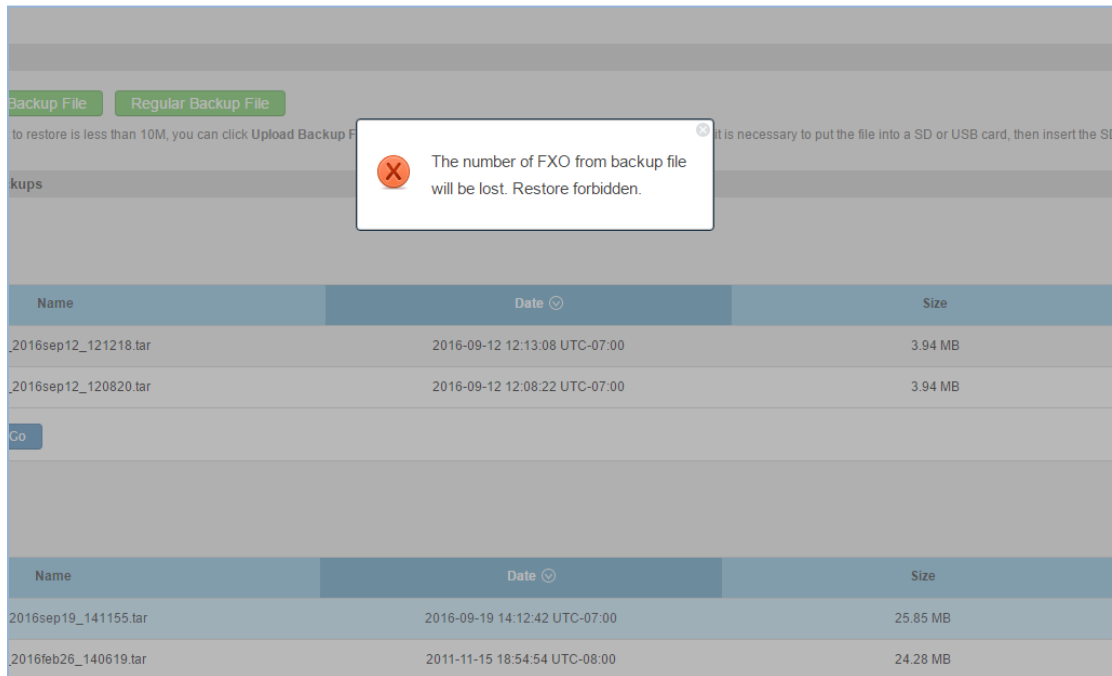 Backup File Regular Backup File
to restore is less than 10M, you can click Upload Backup F it is necessary to put the file into a SD or USB card, then insert the SD
The number of FXO from backup file
will be lost. Restore forbidden.
kups
Name Date Size
_2016sep12_121218.tar 2016-09-12 12:13:08 UTC-07:00 3.94 MB
_2016sep12_120820.tar 2016-09-12 12:08:22 UTC-07:00 3.94 MB
Go
Name Date Size
2016sep19_141155.tar 2016-09-19 14:12:42 UTC-07:00 25.85 MB
_2016feb26_140619.tar 2011-11-15 18:54:54 UTC-08:00 24.28 MB